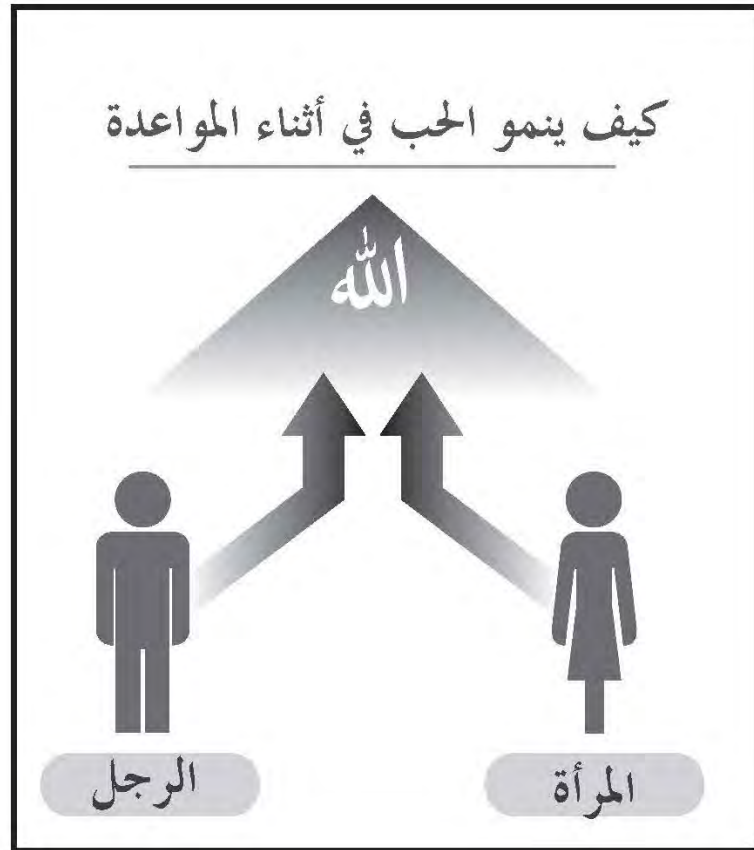 كيف ينمو الحب في أثناء المواعدة
الله
الرجل
المرأة